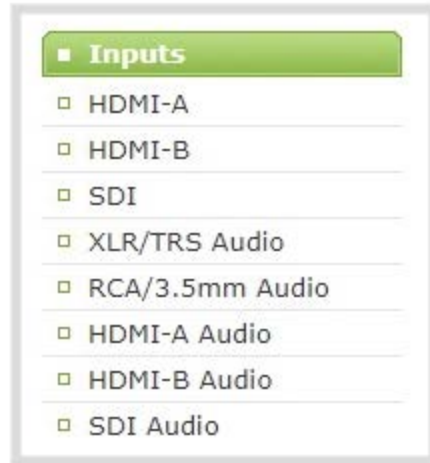 Inputs
HDMI-A
HDMI-B
SDI
XLR/TRS Audio
RCA/3.5mm Audio
HDMI-A Audio
HDMI-B Audio
SDI Audio